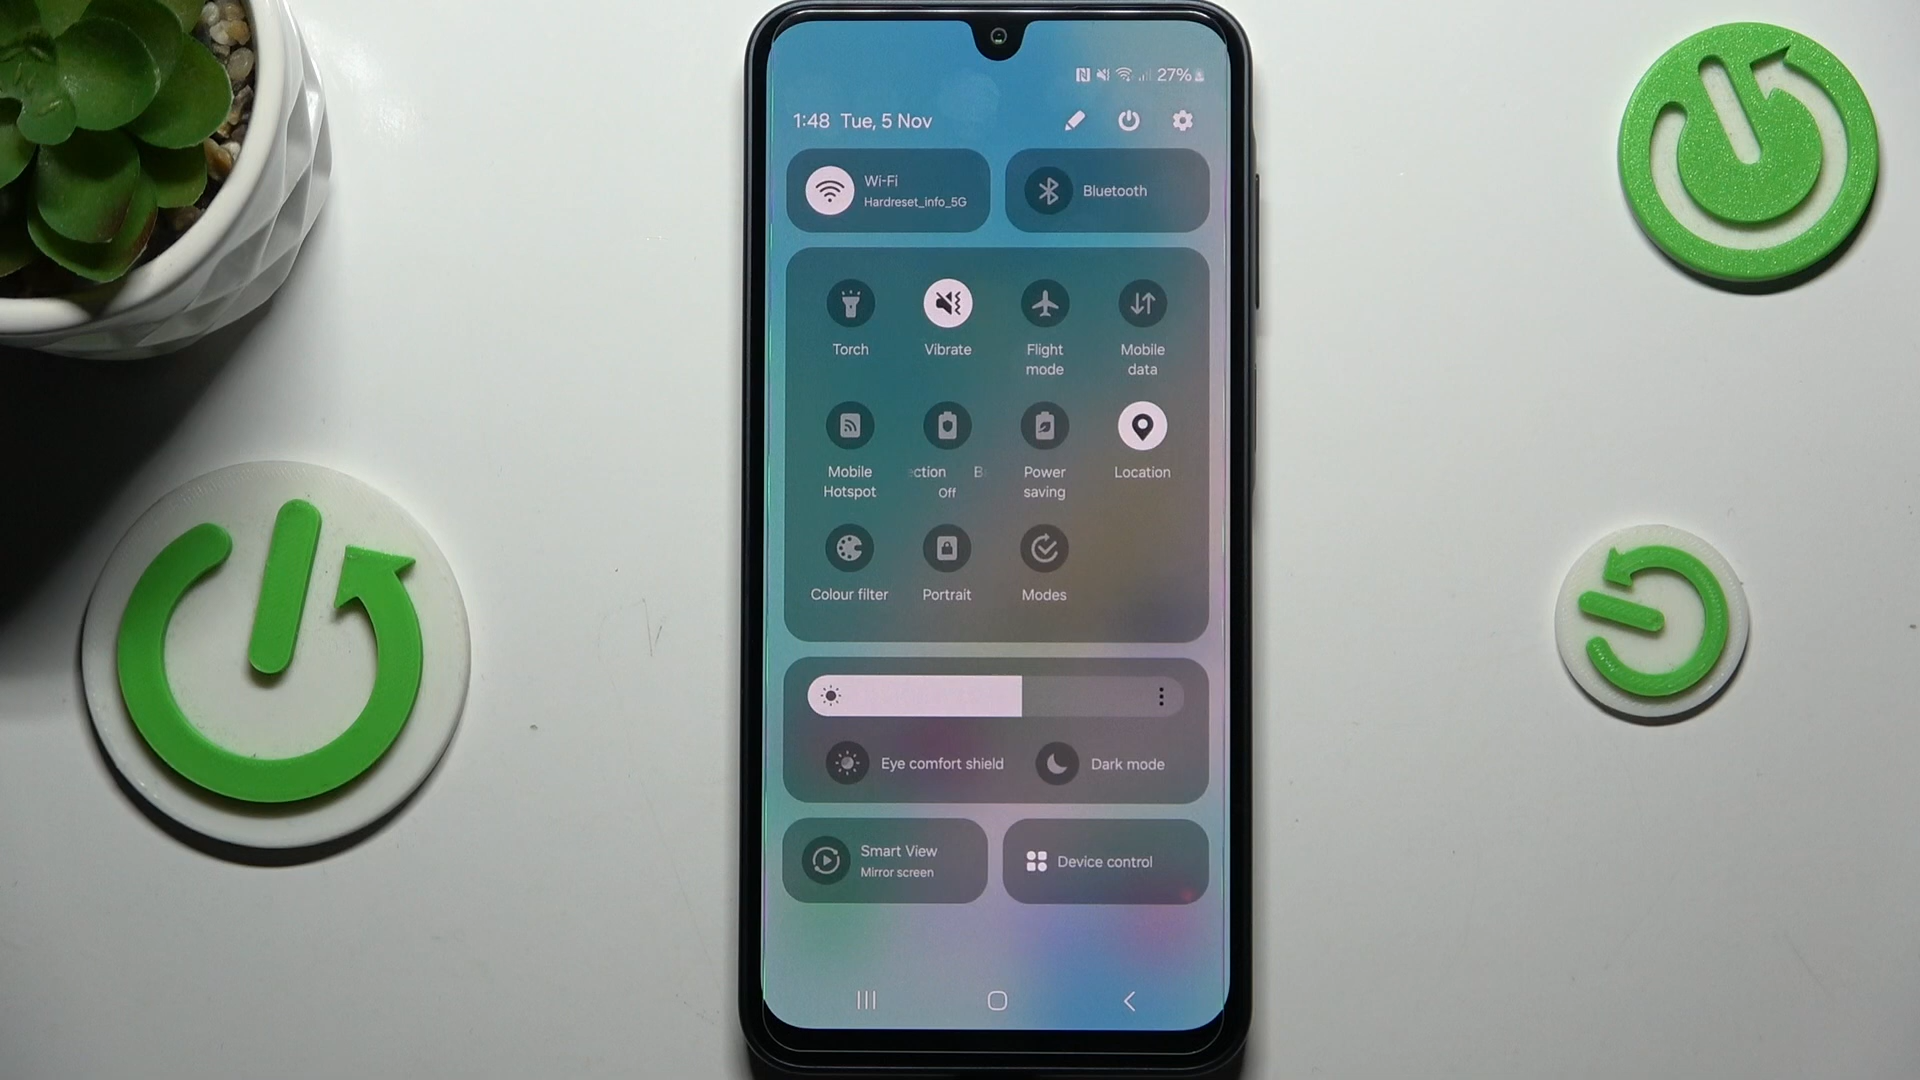 27%
1:48 Tue, 5 Nov
Wi-Fi
Hardreset_info_5G
Bluetooth
Torch
Vibrate
Flight mode
Mobile data
Mobile Hotspot
ction B
Off
Power saving
Location
Colour filter
Portrait
Modes
Eye comfort shield
Dark mode
Smart View
Mirror screen
Device control